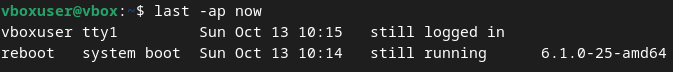 vboxuser@vbox:~$ last -ap now
vboxuser tty1         Sun Oct 13 10:15   still logged in
reboot   system boot  Sun Oct 13 10:14   still running      6.1.0-25-amd64